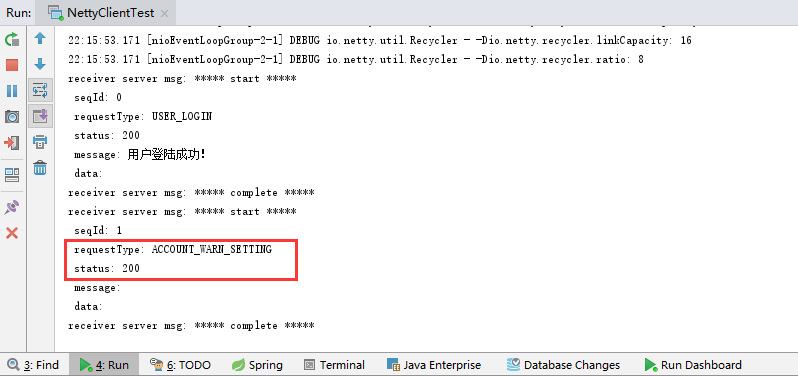 Run: NettyClientTest
22:15:53.171 [nioEventLoopGroup-2-1] DEBUG io.netty.util.Recycler - -Dio.netty.recycler.linkCapacity: 16
22:15:53.171 [nioEventLoopGroup-2-1] DEBUG io.netty.util.Recycler - -Dio.netty.recycler.ratio: 8
receiver server msg: ***** start *****
seqId: 0
requestType: USER_LOGIN
status: 200
message: 用户登陆成功!
data:
receiver server msg: ***** complete *****
receiver server msg: ***** start *****
seqId: 1
requestType: ACCOUNT_WARN_SETTING
status: 200
message:
data:
receiver server msg: ***** complete *****
3: Find 4: Run 6: TODO Spring Terminal Java Enterprise Database Changes Run Dashboard